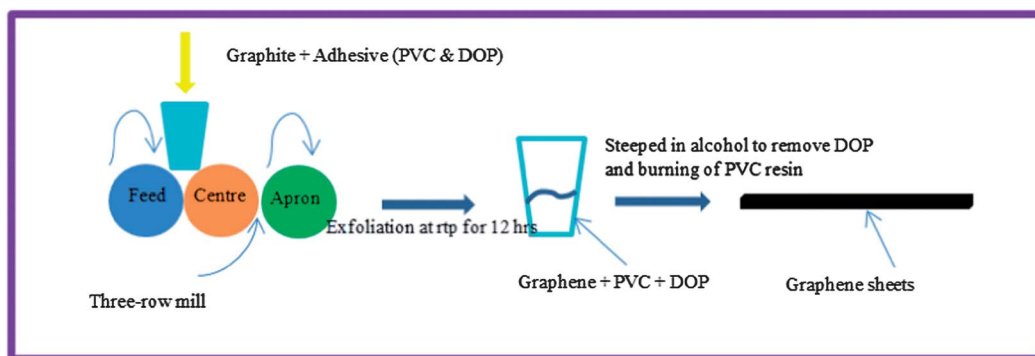 Graphite + Adhesive (PVC & DOP)
Feed
Centre
Apron
Three-row mill
Exfoliation at rtp for 12 hrs
Graphene + PVC + DOP
Steeped in alcohol to remove DOP
and burning of PVC resin
Graphene sheets